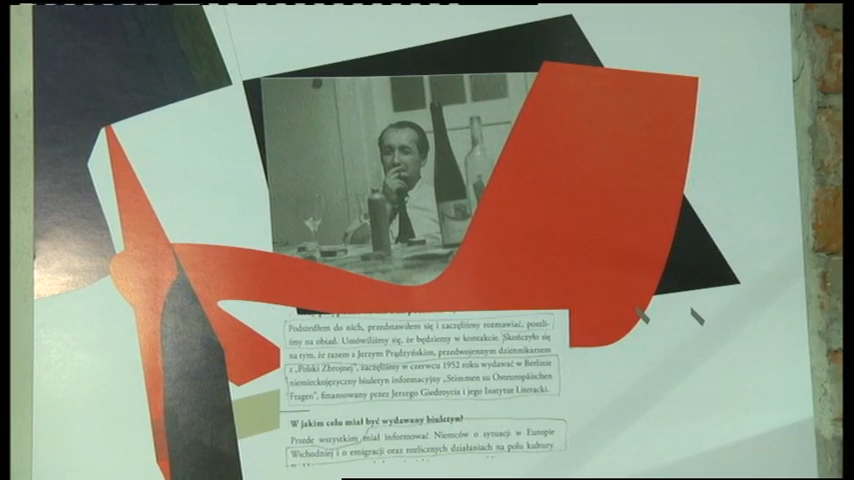 Podszedłem do nich, przedstawiłem się i zaczęliśmy rozmawiać, poszli-
śmy na obiad. Umówiliśmy się, że będziemy w kontakcie. Skończyło się
na tym, że razem z Jerzym Prądzyńskim, przedwojennym dziennikarzem
z „Polski Zbrojnej", zaczęliśmy w czerwcu 1952 roku wydawać w Berlinie
niemieckojęzyczny biuletyn informacyjny „Stimmen su Osteuropäischen
Fragen", finansowany przez Jerzego Giedroycia i jego Instytut Literacki.
W jakim celu miał być wydawany biuletyn?
Przede wszystkim miał informować Niemców o sytuacji w Europie
Wschodniej i o emigracji oraz rozlicznych działaniach na polu kultury.